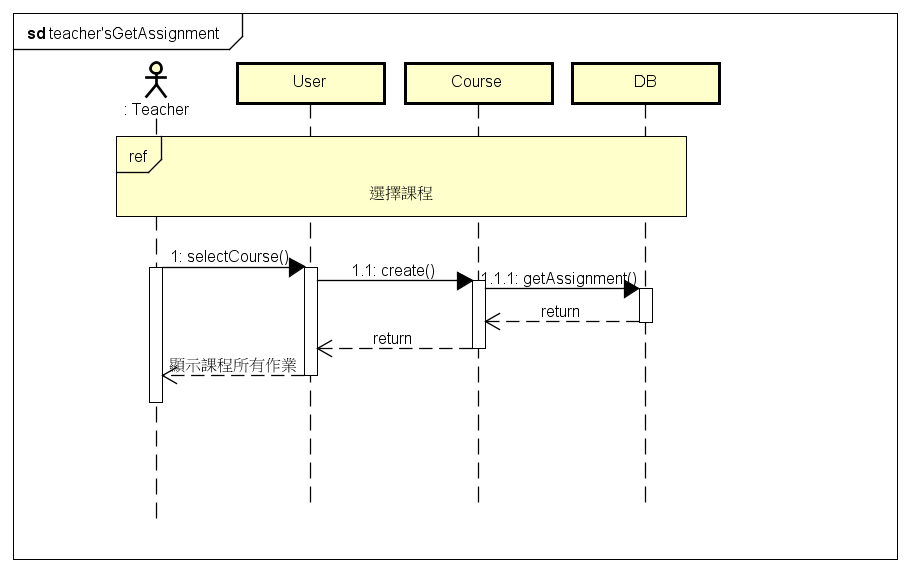 sd teacher'sGetAssignment
: Teacher
User
Course
DB
ref
選擇課程
1: selectCourse()
1.1: create()
1.1.1: getAssignment()
return
return
顯示課程所有作業